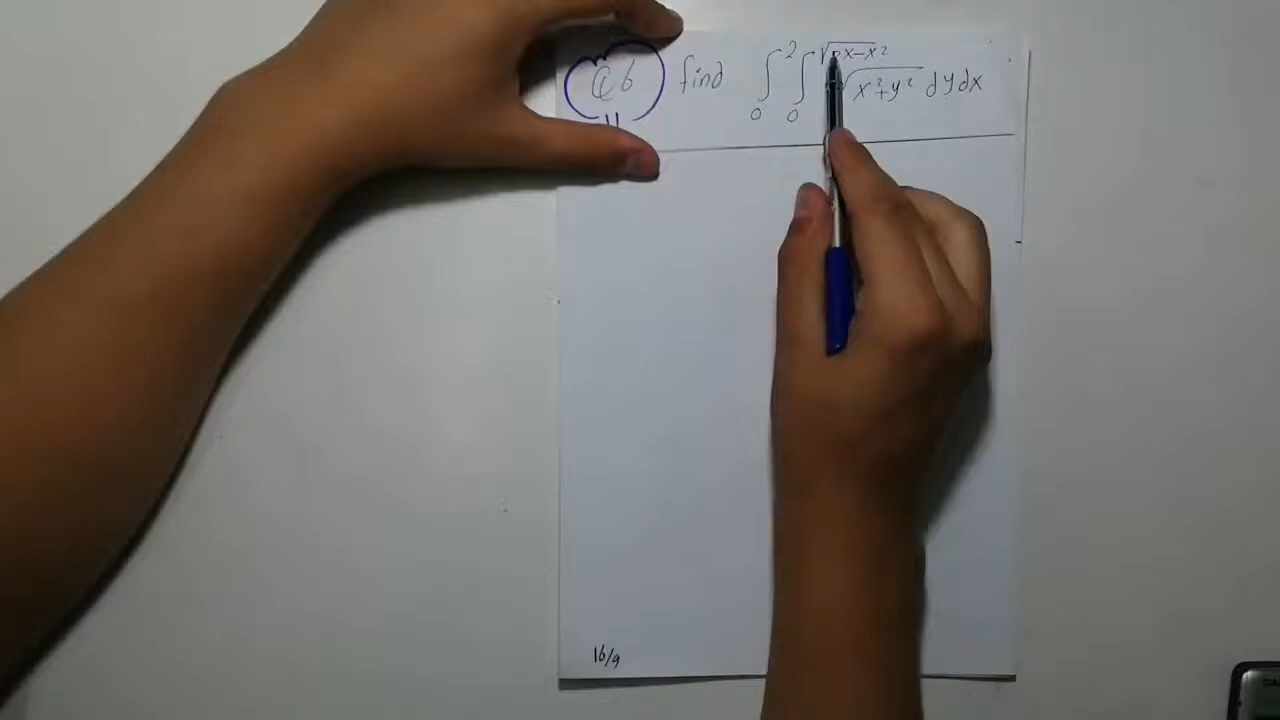 Q6 find ∫₀² ∫₀^√(2x-x²) √(x²+y²) dy dx
16/9